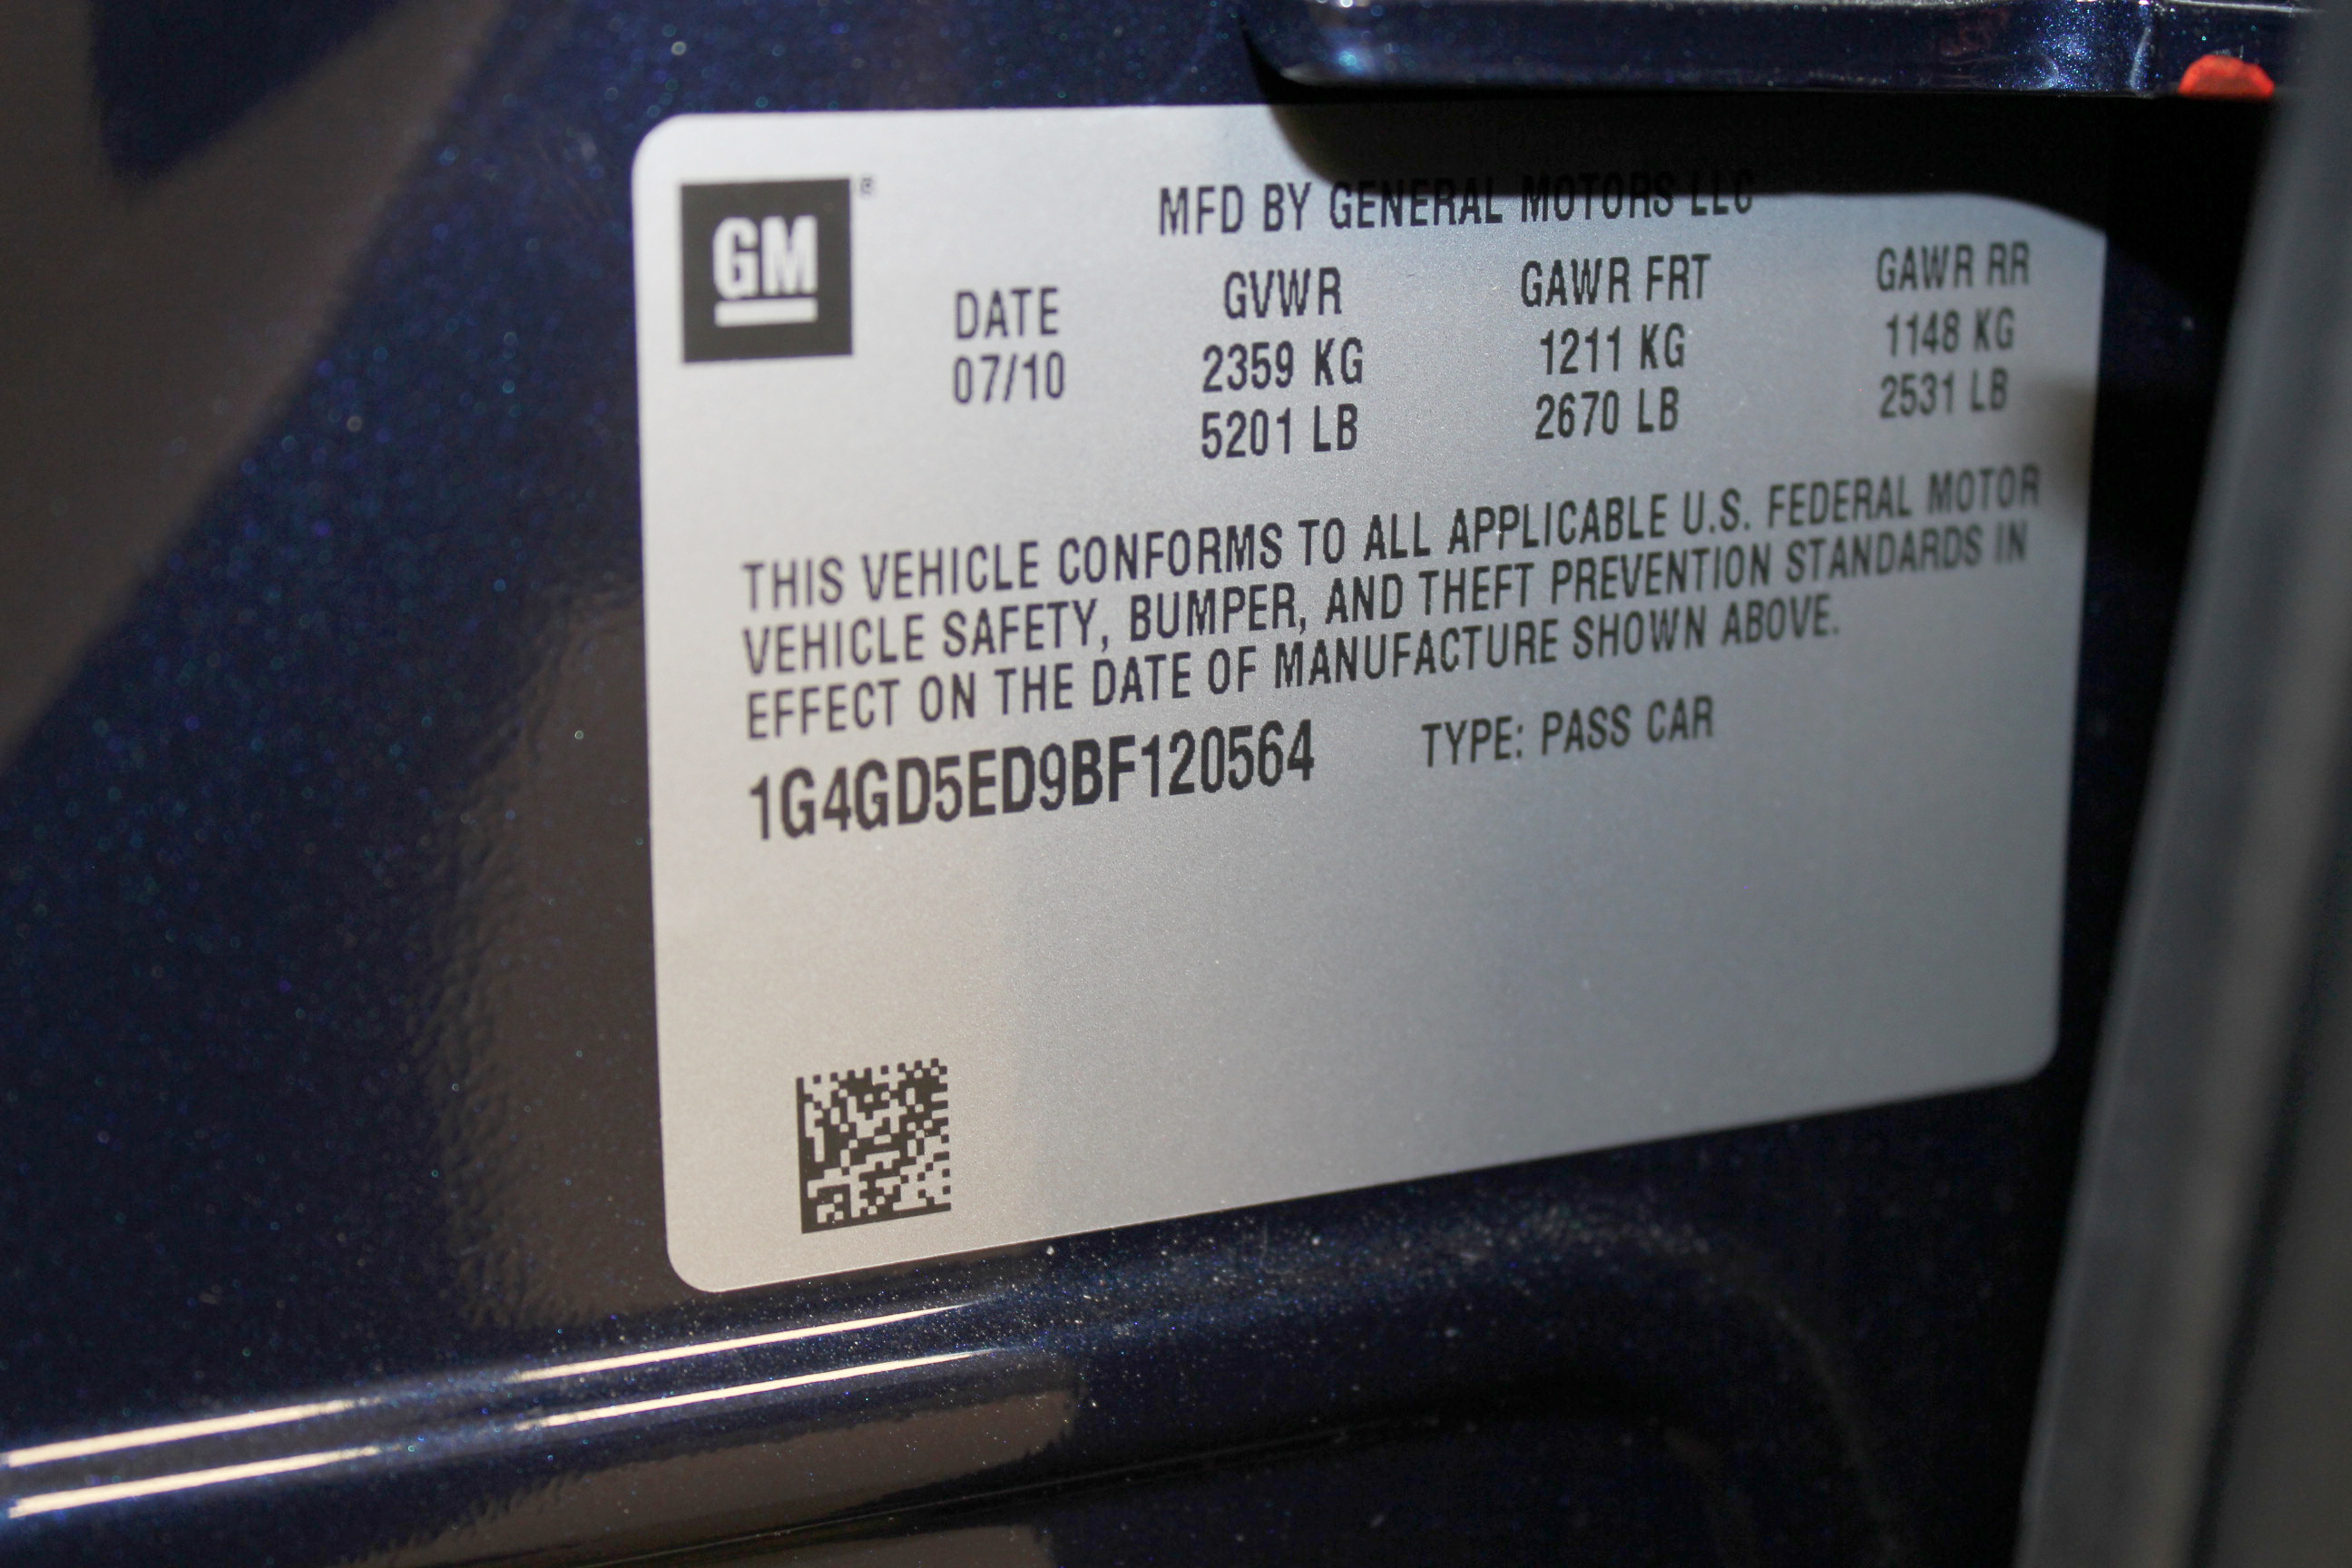 GM ®
MFD BY GENERAL MOTORS LLC
DATE GVWR GAWR FRT GAWR RR
07/10 2359 KG 1211 KG 1148 KG
5201 LB 2670 LB 2531 LB
THIS VEHICLE CONFORMS TO ALL APPLICABLE U.S. FEDERAL MOTOR
VEHICLE SAFETY, BUMPER, AND THEFT PREVENTION STANDARDS IN
EFFECT ON THE DATE OF MANUFACTURE SHOWN ABOVE.
1G4GD5ED9BF120564 TYPE: PASS CAR